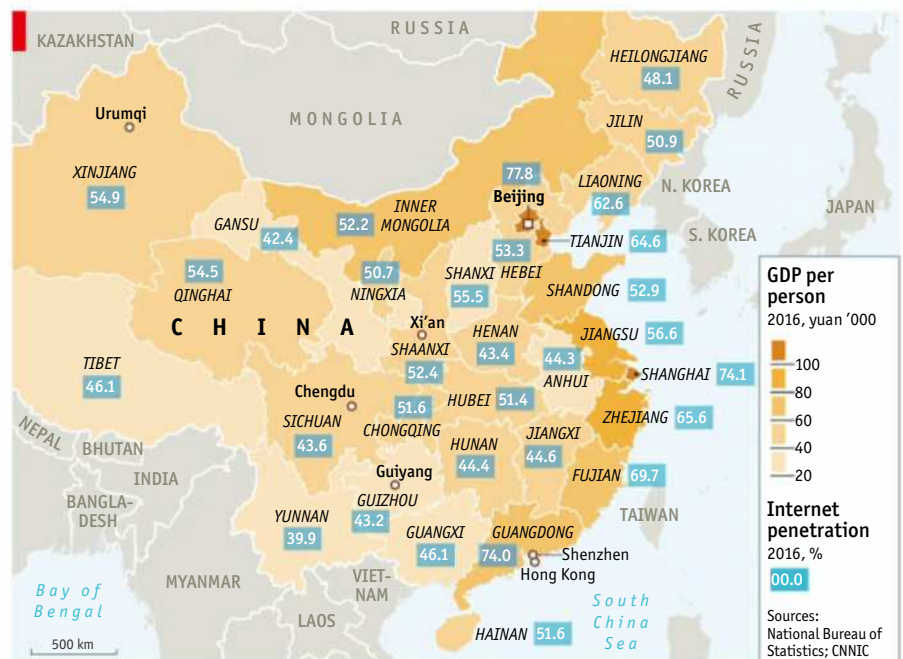 RUSSIA
KAZAKHSTAN
RUSSIA
HEILONGJIANG
48.1
MONGOLIA
Urumqi
JILIN
50.9
XINJIANG
54.9
77.8
Beijing
LIAONING
62.6
N. KOREA
JAPAN
GANSU
42.4
52.2
INNER
MONGOLIA
TIANJIN 64.6
S. KOREA
53.3
54.5
QINGHAI
50.7
NINGXIA
SHANXI
55.5
HEBEI
SHANDONG 52.9
CHINA
Xi'an
SHAANXI
52.4
HENAN
43.4
JIANGSU 56.6
44.3
ANHUI
SHANGHAI 74.1
TIBET
46.1
Chengdu
SICHUAN
43.6
51.6
CHONGQING
HUBEI 51.4
ZHEJIANG 65.6
NEPAL
BHUTAN
INDIA
BANGLA-
DESH
HUNAN
44.4
JIANGXI
44.6
FUJIAN 69.7
Guiyang
GUIZHOU
43.2
TAIWAN
YUNNAN
39.9
GUANGXI
46.1
GUANGDONG
74.0
Shenzhen
Hong Kong
MYANMAR
VIET-
NAM
LAOS
Bay of
Bengal
South
China
Sea
HAINAN 51.6
500 km
GDP per
person
2016, yuan '000
100
80
60
40
20
Internet
penetration
2016, %
00.0
Sources:
National Bureau of
Statistics; CNNIC